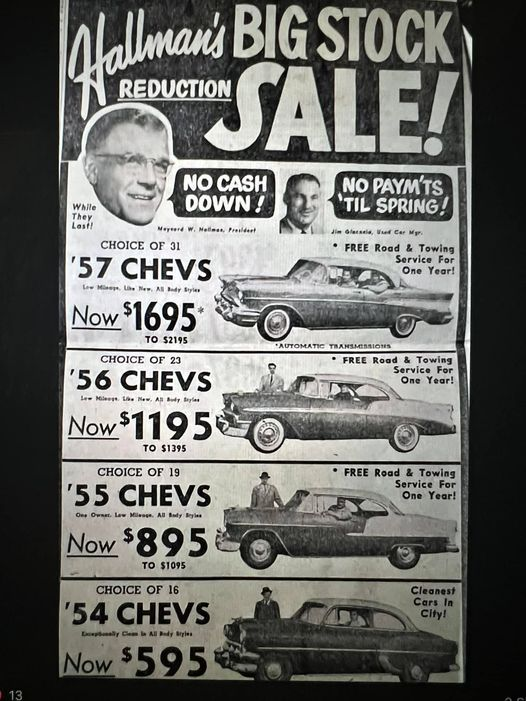 Hallman's BIG STOCK
REDUCTION SALE!
While
They
Last!
NO CASH
DOWN!
Maynard W. Hallman, President
NO PAYM'TS
'TIL SPRING!
Jim Giacinio, Used Car Mgr.
CHOICE OF 31
'57 CHEVS
Low Mileage, Like New, All Body Styles
Now $1695*
TO $2195
* FREE Road & Towing
Service For
One Year!
*AUTOMATIC TRANSMISSIONS
CHOICE OF 23
'56 CHEVS
Low Mileage, Like New, All Body Styles
Now $1195
TO $1395
* FREE Road & Towing
Service For
One Year!
CHOICE OF 19
'55 CHEVS
One Owner, Low Mileage, All Body Styles
Now $895
TO $1095
* FREE Road & Towing
Service For
One Year!
CHOICE OF 16
'54 CHEVS
Exceptionally Clean in All Body Styles
Now $595
Cleanest
Cars In
City!
13